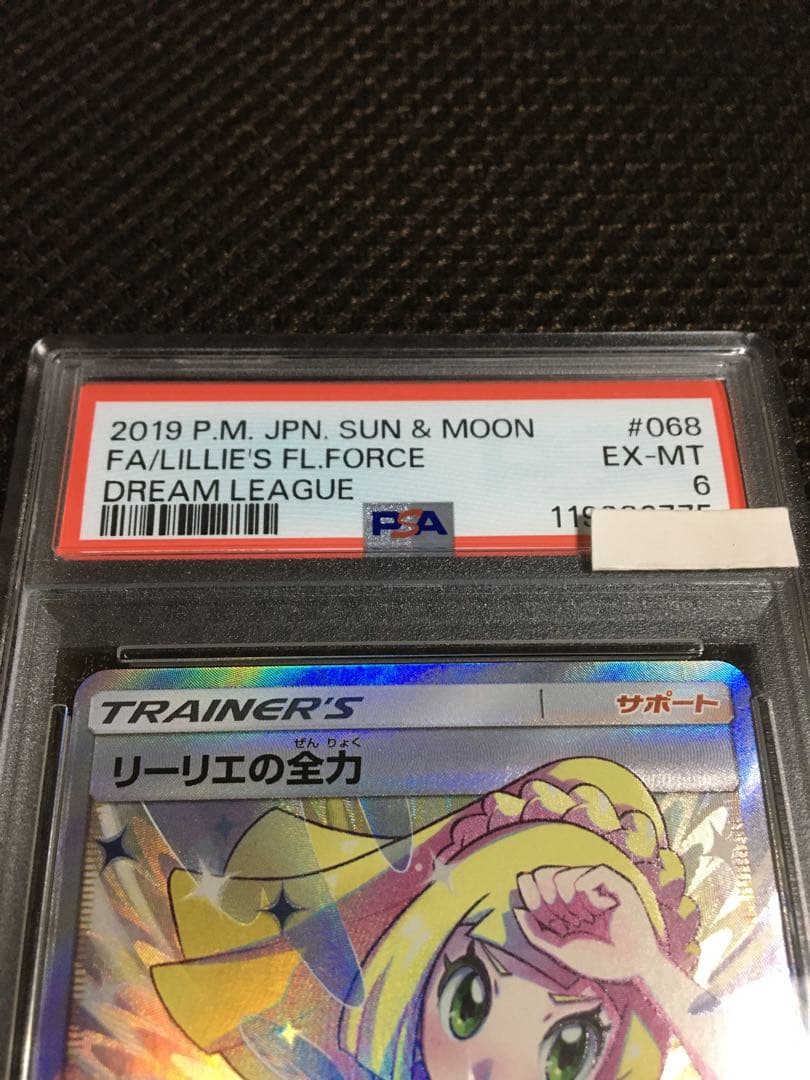 2019 P.M. JPN. SUN & MOON #068
FA/LILLIE'S FL.FORCE EX-MT
DREAM LEAGUE 6
PSA
TRAINER'S サポート
ぜん りょく
リーリエの全力